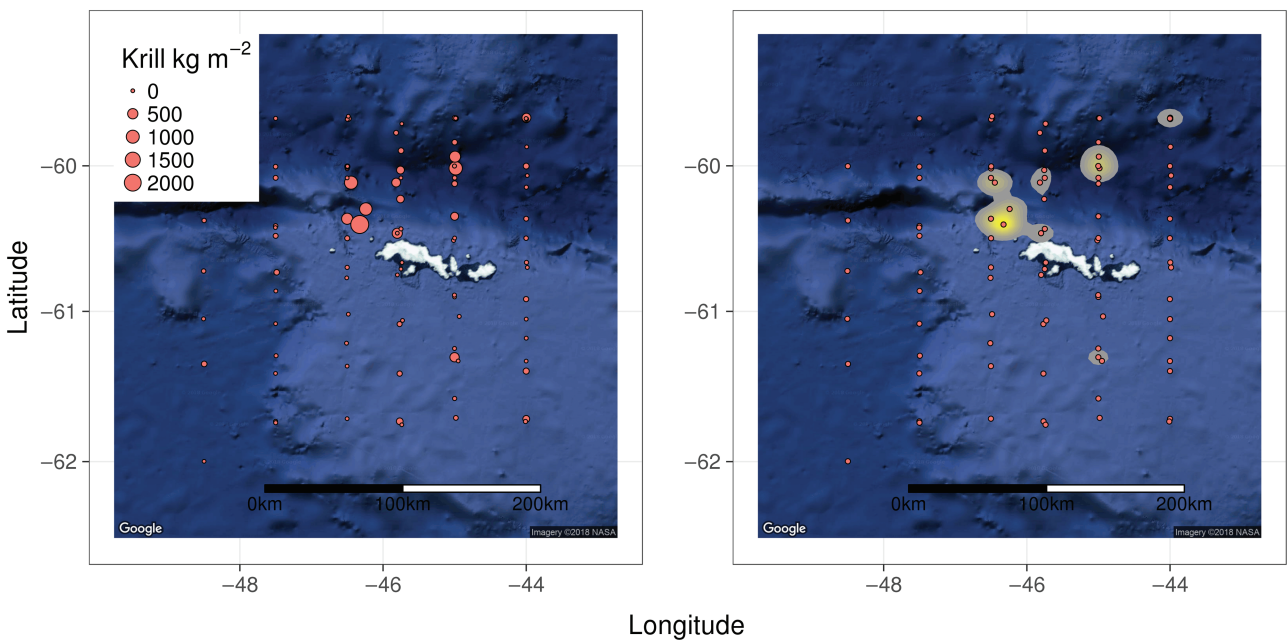 Krill kg m−2
0
500
1000
1500
2000
Latitude
−60
−61
−62
0km 100km 200km
Google
Imagery ©2018 NASA
−48 −46 −44
−60
−61
−62
0km 100km 200km
Google
Imagery ©2018 NASA
−48 −46 −44
Longitude